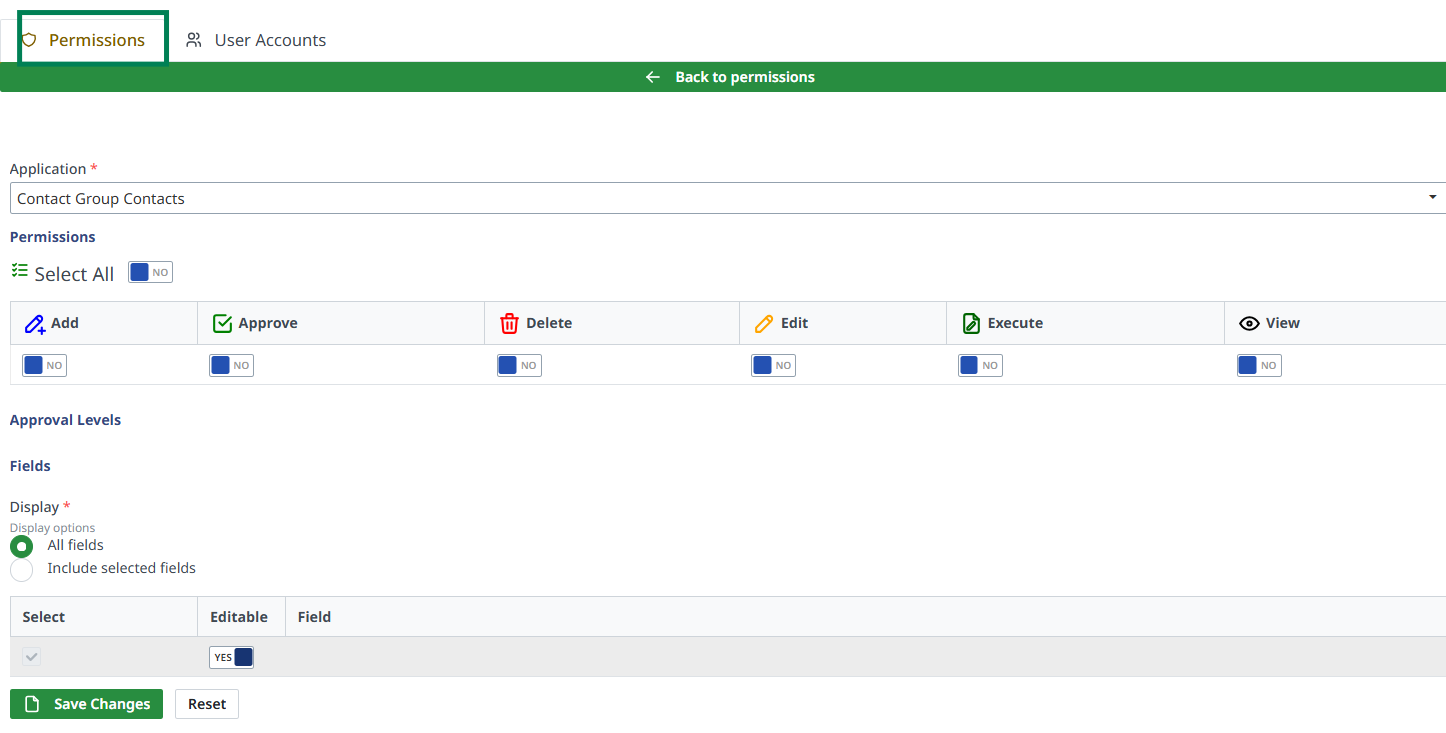 Permissions User Accounts
Back to permissions
Application *
Contact Group Contacts
Permissions
Select All NO
Add Approve Delete Edit Execute View
NO NO NO NO NO NO
Approval Levels
Fields
Display *
Display options
All fields
Include selected fields
Select Editable Field
YES
Save Changes Reset